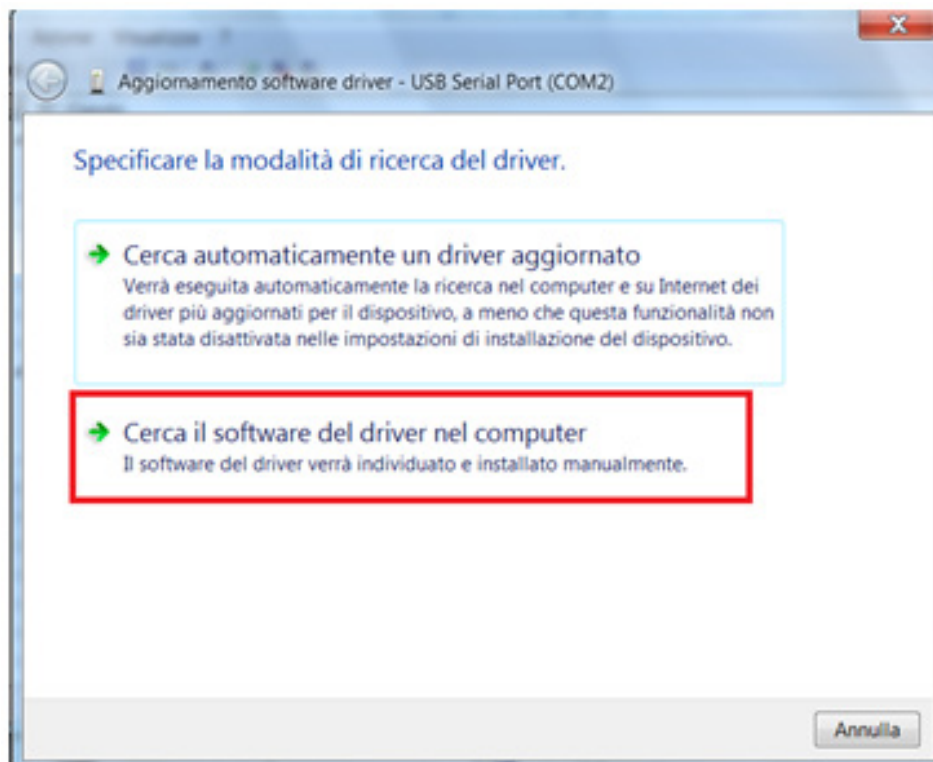 Aggiornamento software driver - USB Serial Port (COM2)
Specificare la modalità di ricerca del driver.
Cerca automaticamente un driver aggiornato
Verrà eseguita automaticamente la ricerca nel computer e su Internet dei
driver più aggiornati per il dispositivo, a meno che questa funzionalità non
sia stata disattivata nelle impostazioni di installazione del dispositivo.
Cerca il software del driver nel computer
Il software del driver verrà individuato e installato manualmente.
Annulla